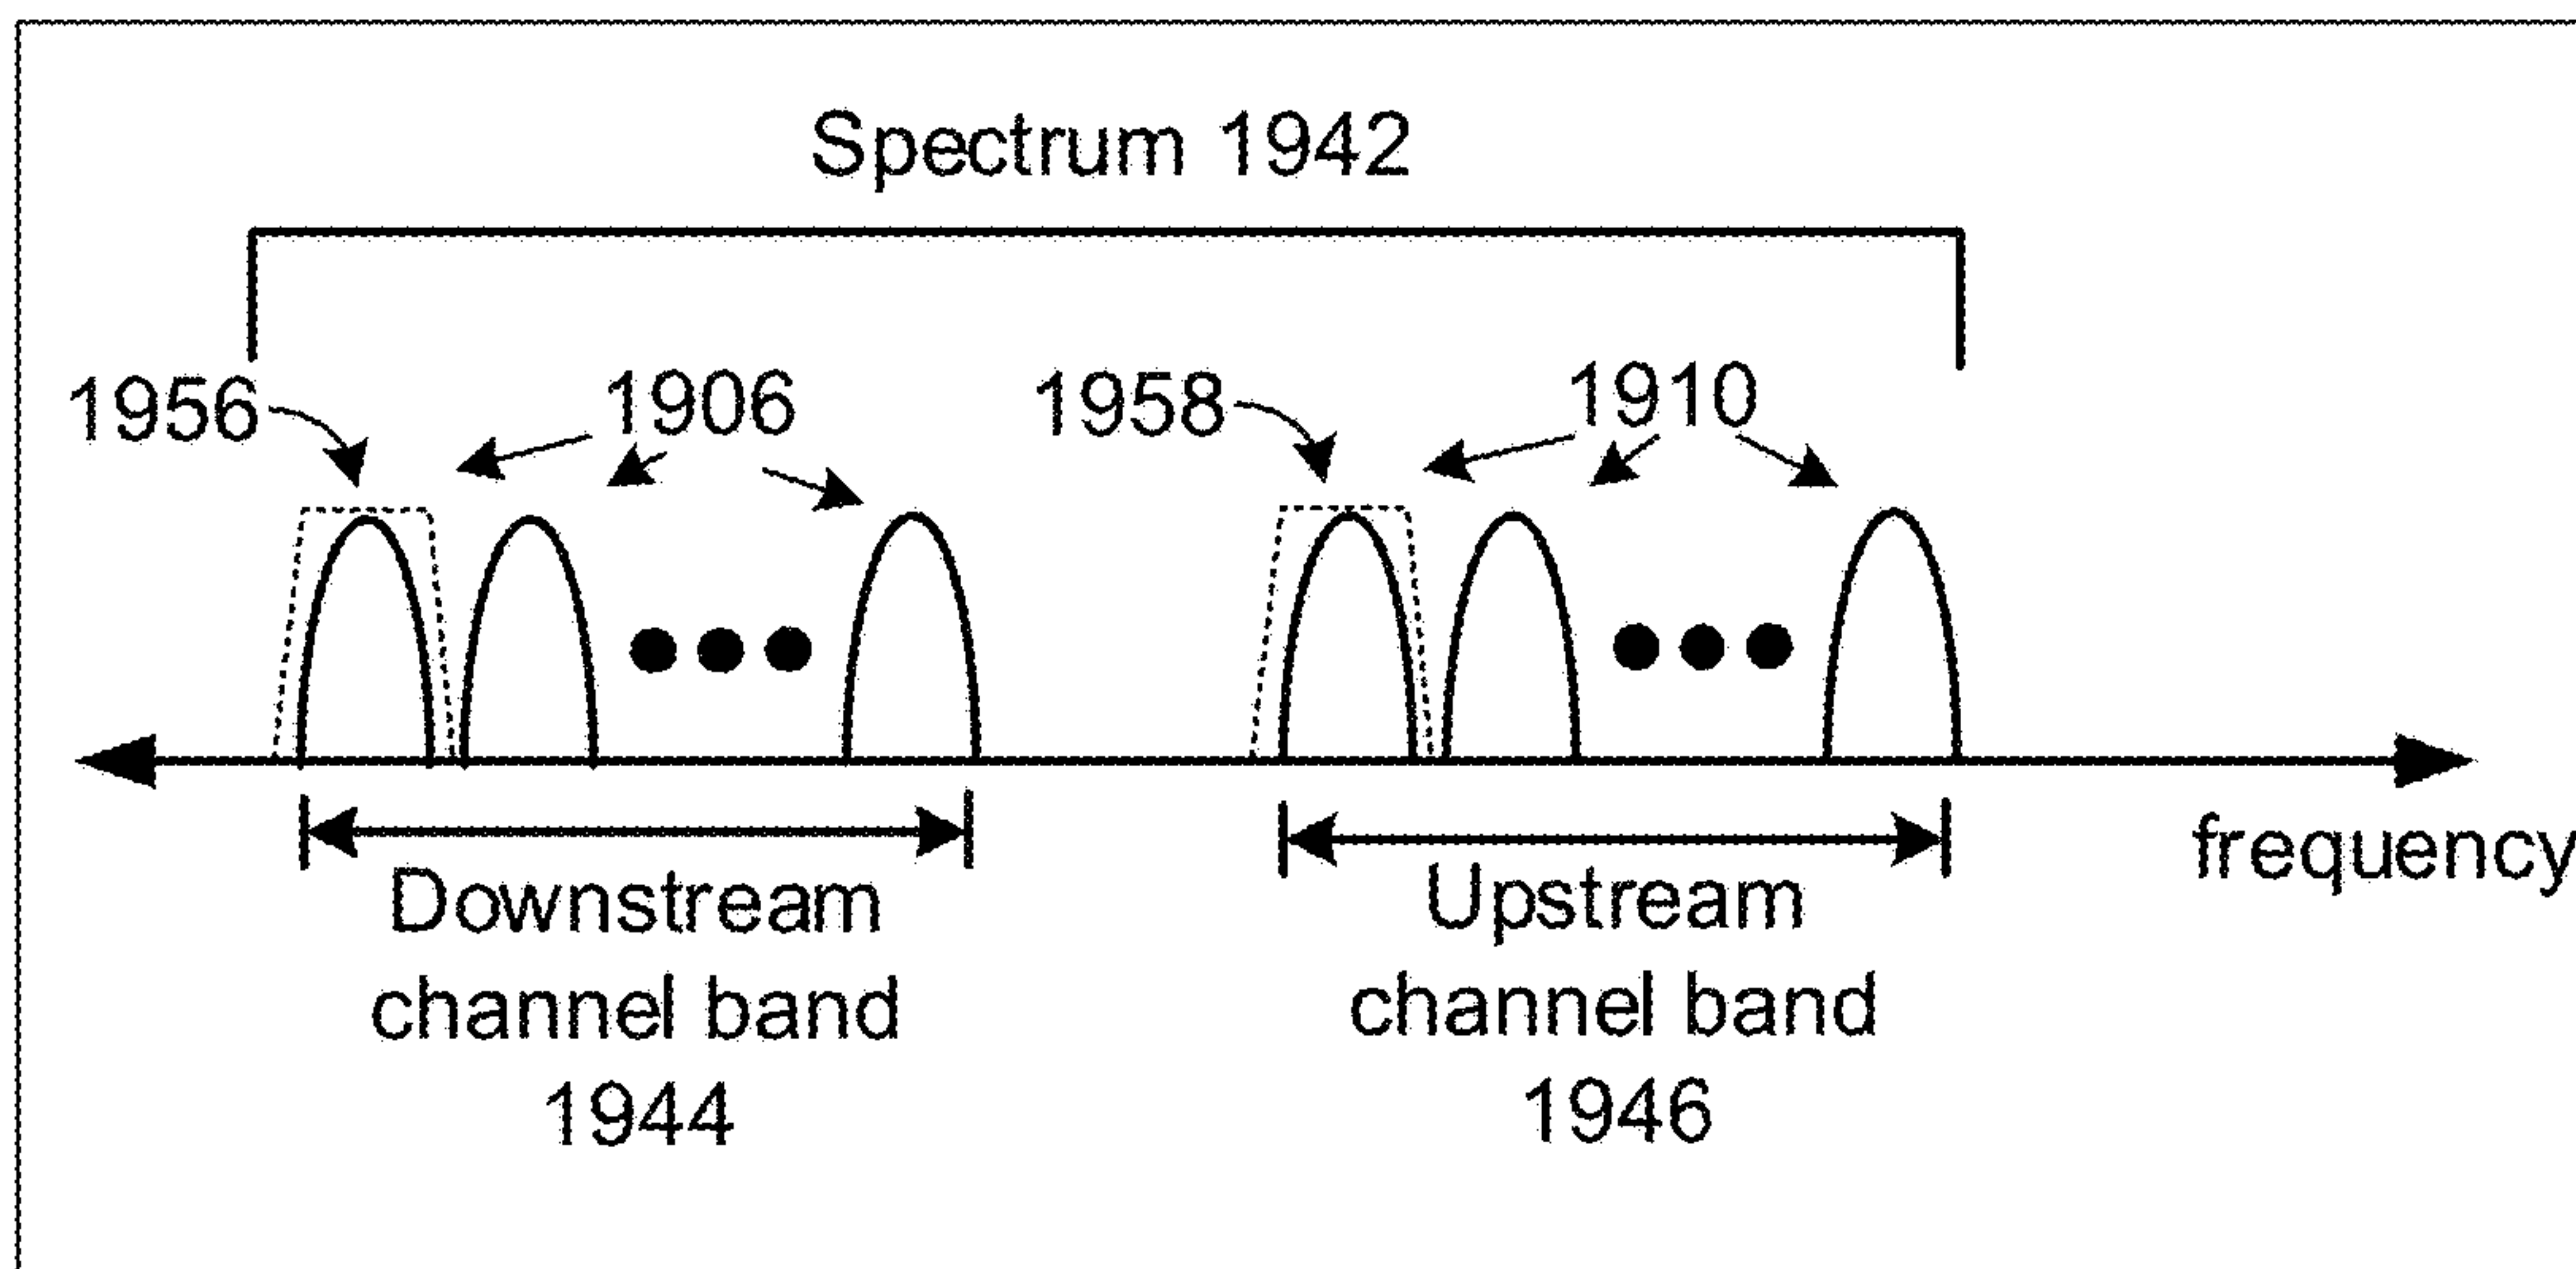 Spectrum 1942
1956
1906
1958
1910
frequency
Downstream
channel band
1944
Upstream
channel band
1946